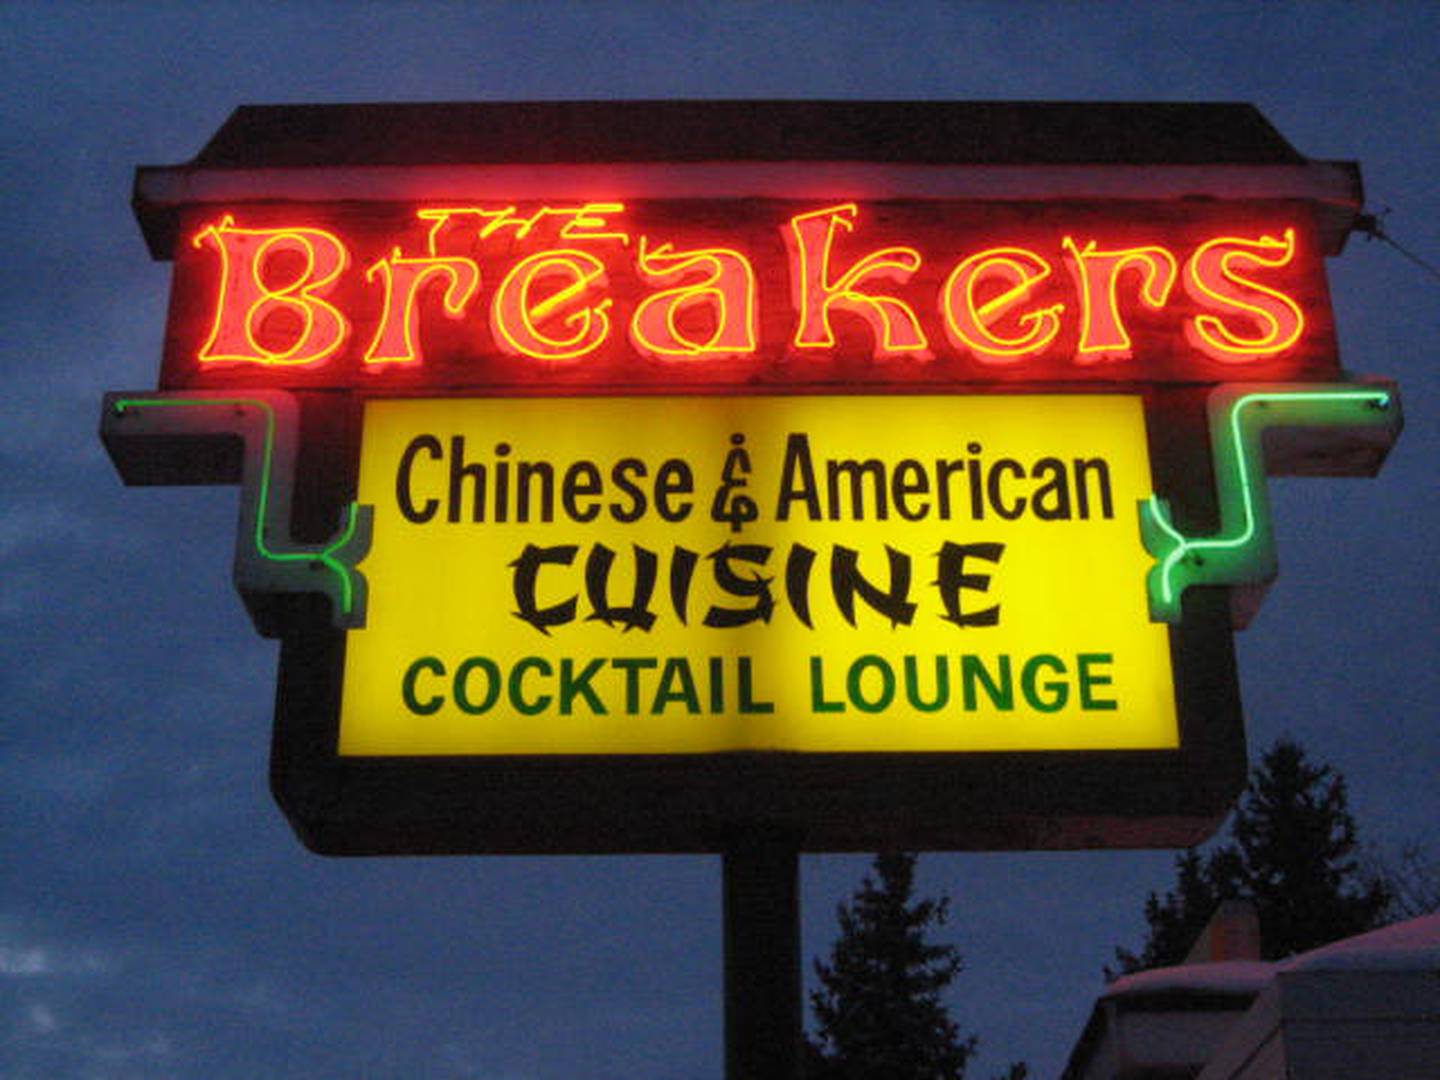 THE
Breakers
Chinese & American
CUISINE
COCKTAIL LOUNGE